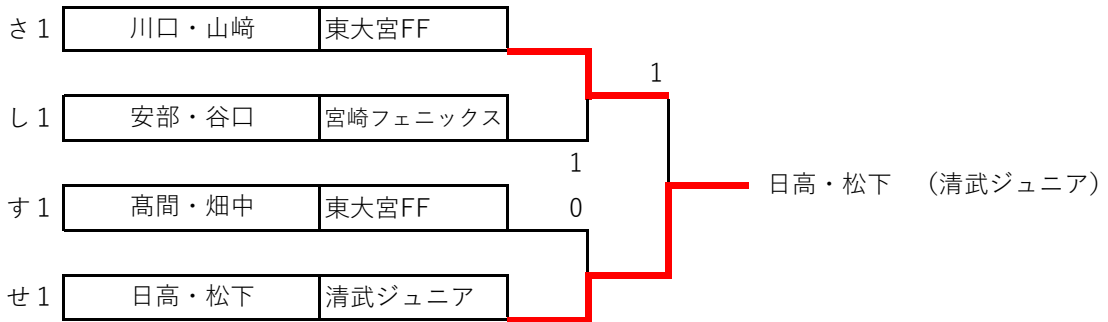 さ１ 川口・山﨑 東大宮FF
1
し１ 安部・谷口 宮崎フェニックス
1
日高・松下　（清武ジュニア）
す１ 髙間・畑中 東大宮FF 0
せ１ 日高・松下 清武ジュニア